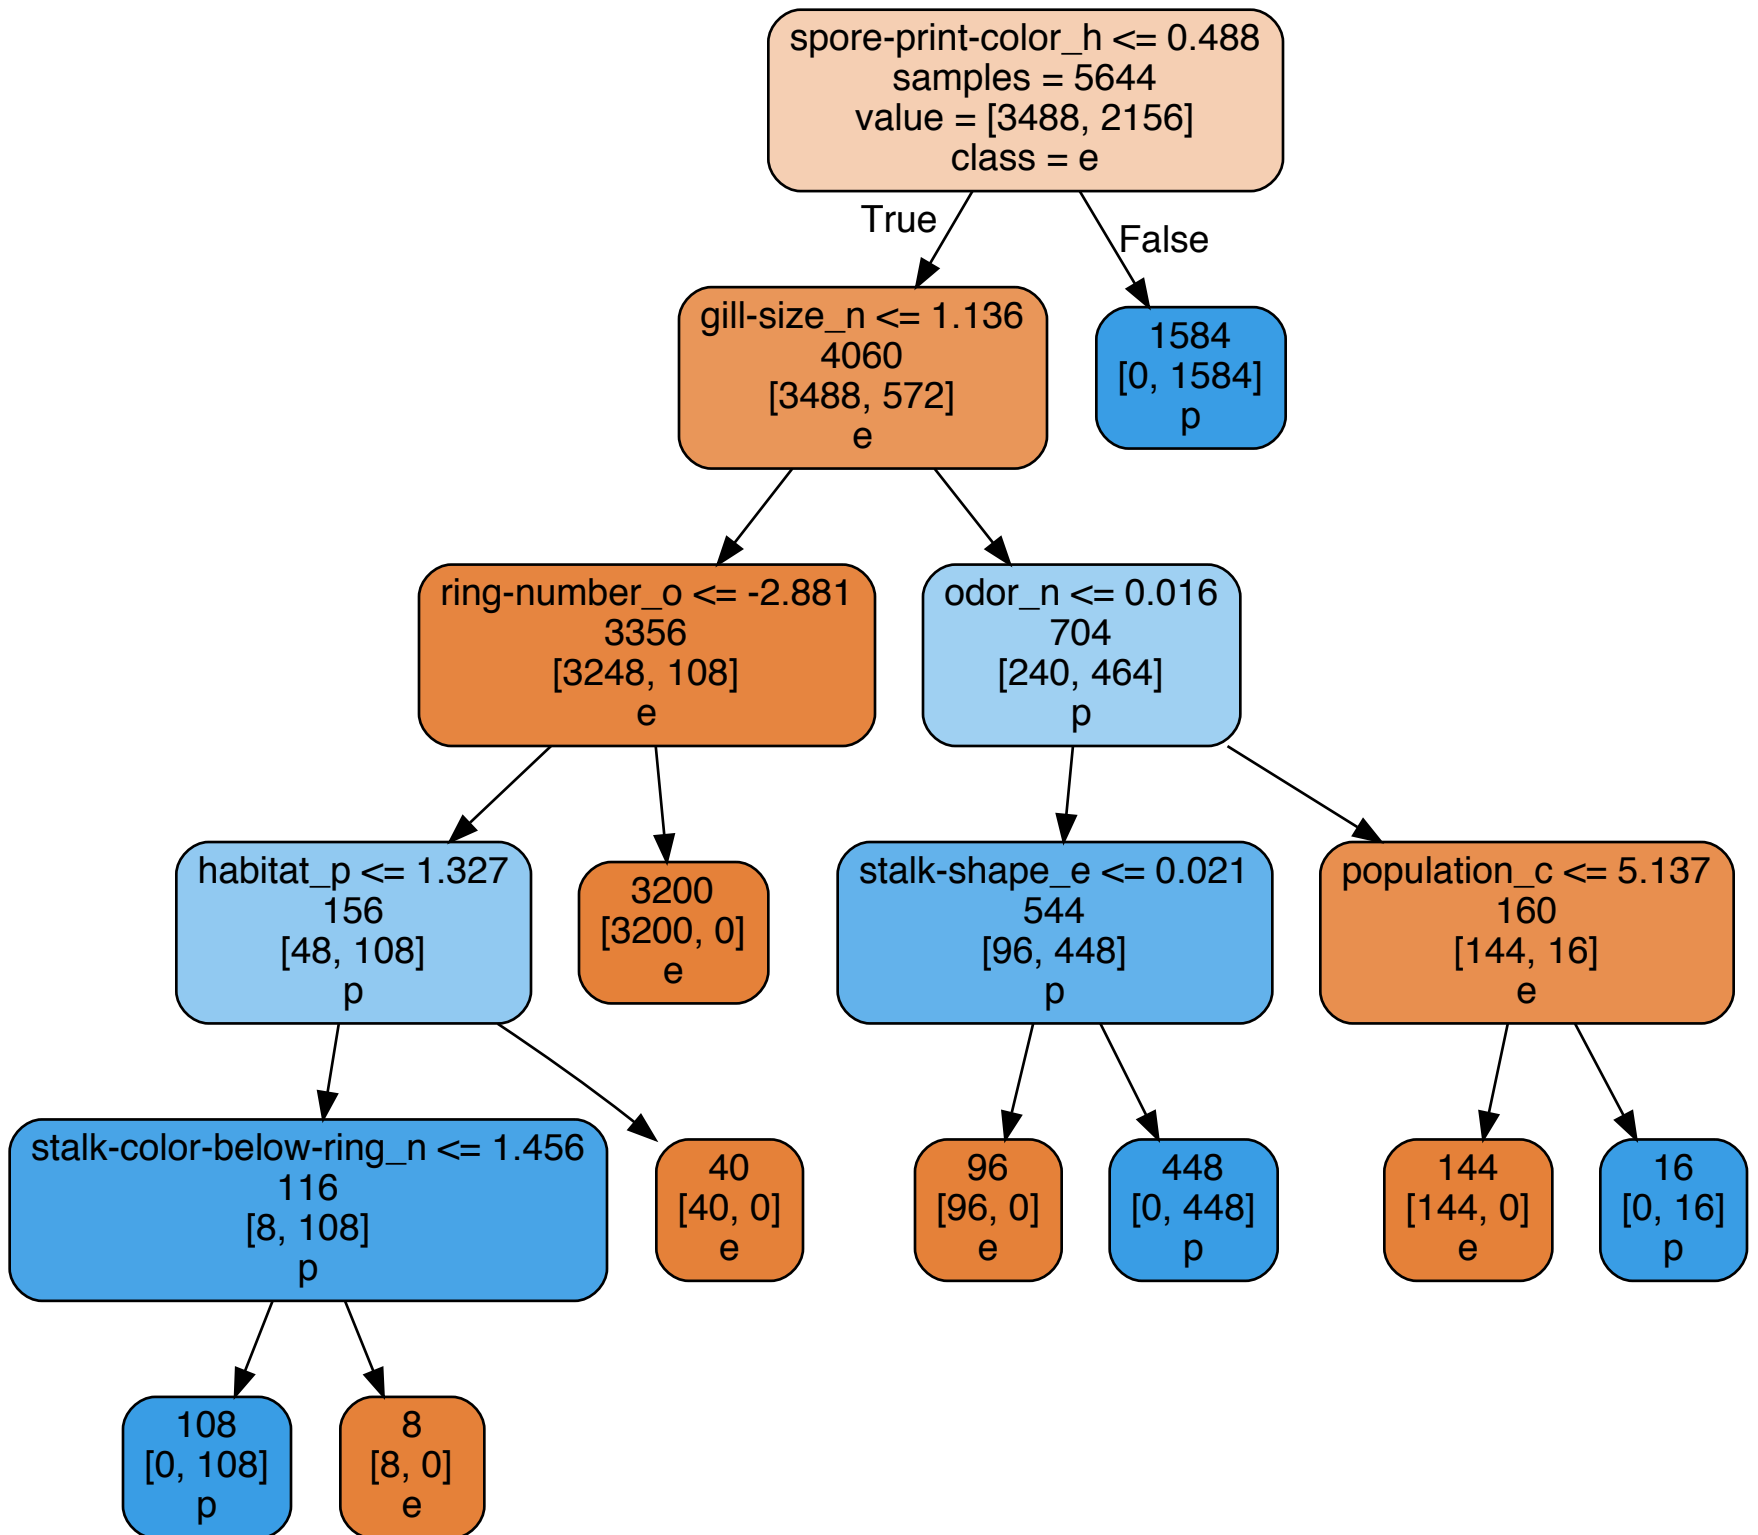 spore-print-color_h <= 0.488
samples = 5644
value = [3488, 2156]
class = e
True
False
gill-size_n <= 1.136
4060
[3488, 572]
e
1584
[0, 1584]
p
ring-number_o <= -2.881
3356
[3248, 108]
e
odor_n <= 0.016
704
[240, 464]
p
habitat_p <= 1.327
156
[48, 108]
p
3200
[3200, 0]
e
stalk-shape_e <= 0.021
544
[96, 448]
p
population_c <= 5.137
160
[144, 16]
e
stalk-color-below-ring_n <= 1.456
116
[8, 108]
p
40
[40, 0]
e
96
[96, 0]
e
448
[0, 448]
p
144
[144, 0]
e
16
[0, 16]
p
108
[0, 108]
p
8
[8, 0]
e